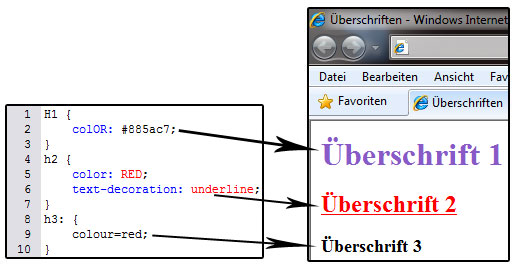 1 H1 {
2 colOR: #885ac7;
3 }
4 h2 {
5 color: RED;
6 text-decoration: underline;
7 }
8 h3: {
9 colour=red;
10 }
Überschriften - Windows Internet
Datei Bearbeiten Ansicht Fav
Favoriten Überschriften
Überschrift 1
Überschrift 2
Überschrift 3